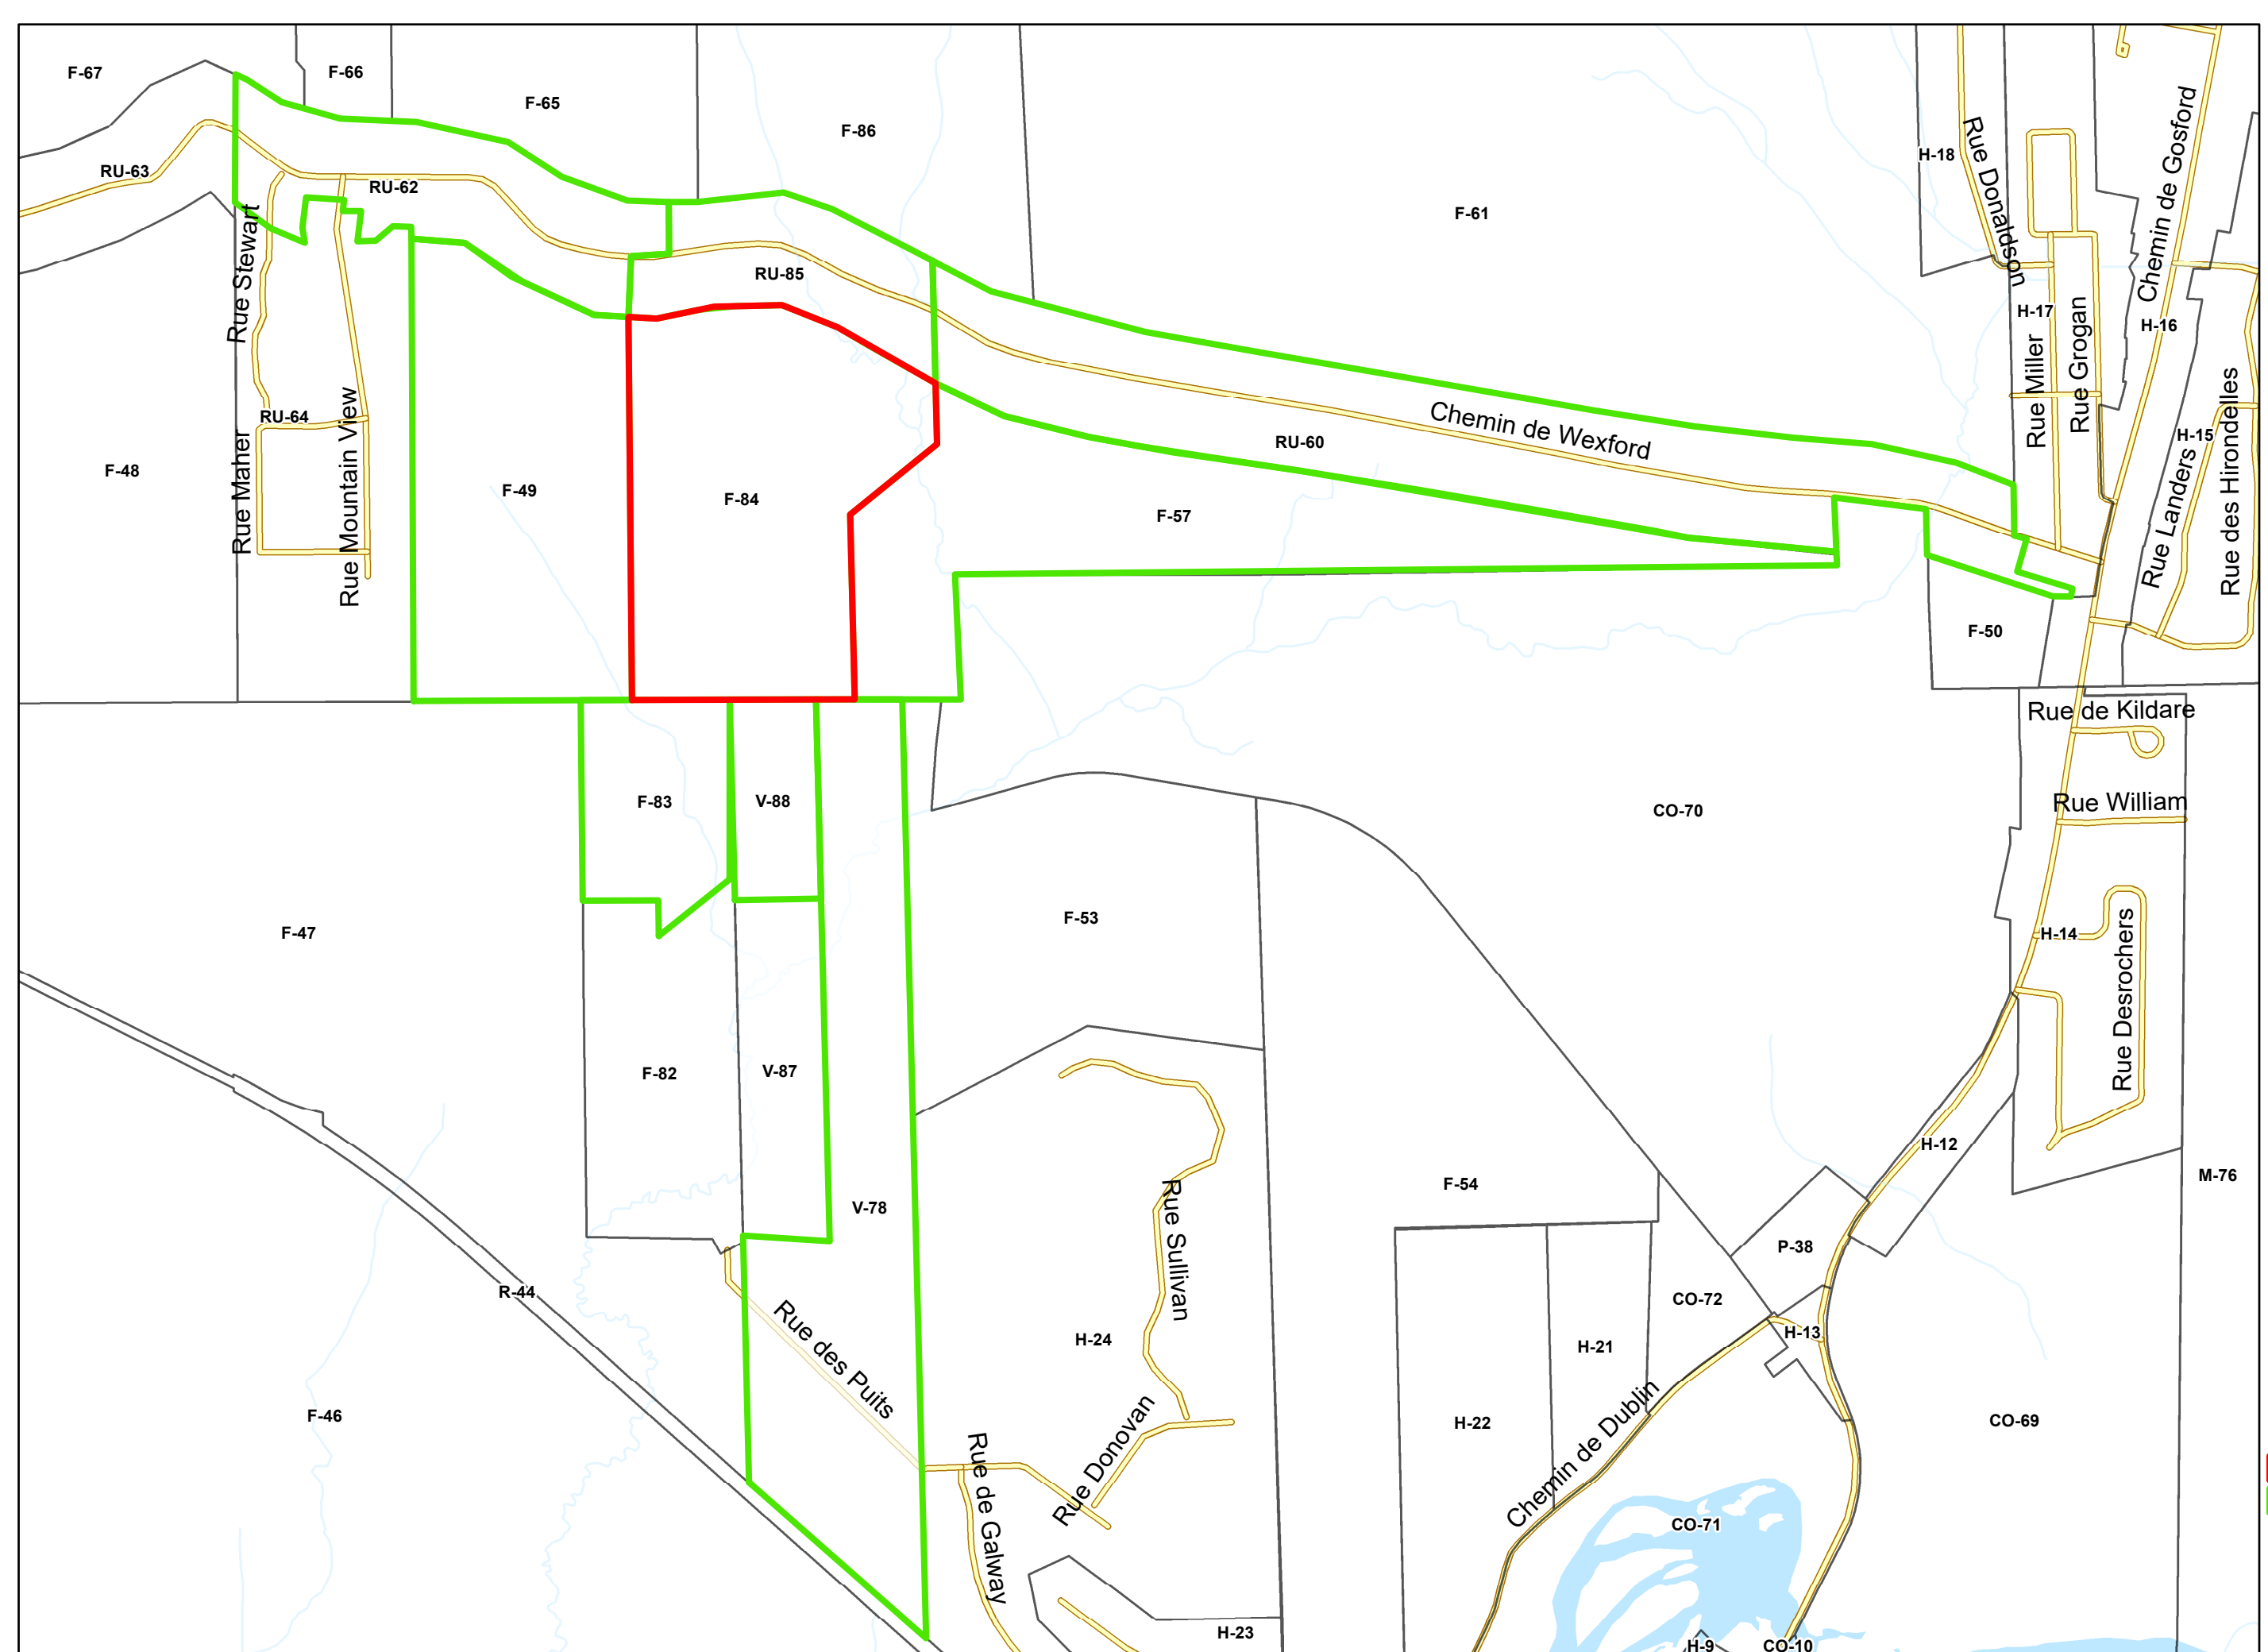 F-67
F-66
F-65
F-86
F-61
H-18
Rue Donaldson
Chemin de Gosford
RU-63
RU-62
Rue Stewart
RU-85
H-17
H-16
Rue Miller
Rue Grogan
RU-64
Rue Maher
Rue Mountain View
F-48
F-49
F-84
RU-60
Chemin de Wexford
F-57
H-15
Rue Landers
Rue des Hirondelles
F-50
Rue de Kildare
F-83
V-88
CO-70
Rue William
F-47
F-53
H-14
Rue Desrochers
F-82
V-87
H-12
M-76
V-78
F-54
Rue Sullivan
P-38
R-44
CO-72
H-13
Rue des Puits
H-24
H-21
F-46
H-22
Chemin de Dublin
CO-69
Rue Donovan
Rue de Galway
CO-71
H-23
H-9
CO-10